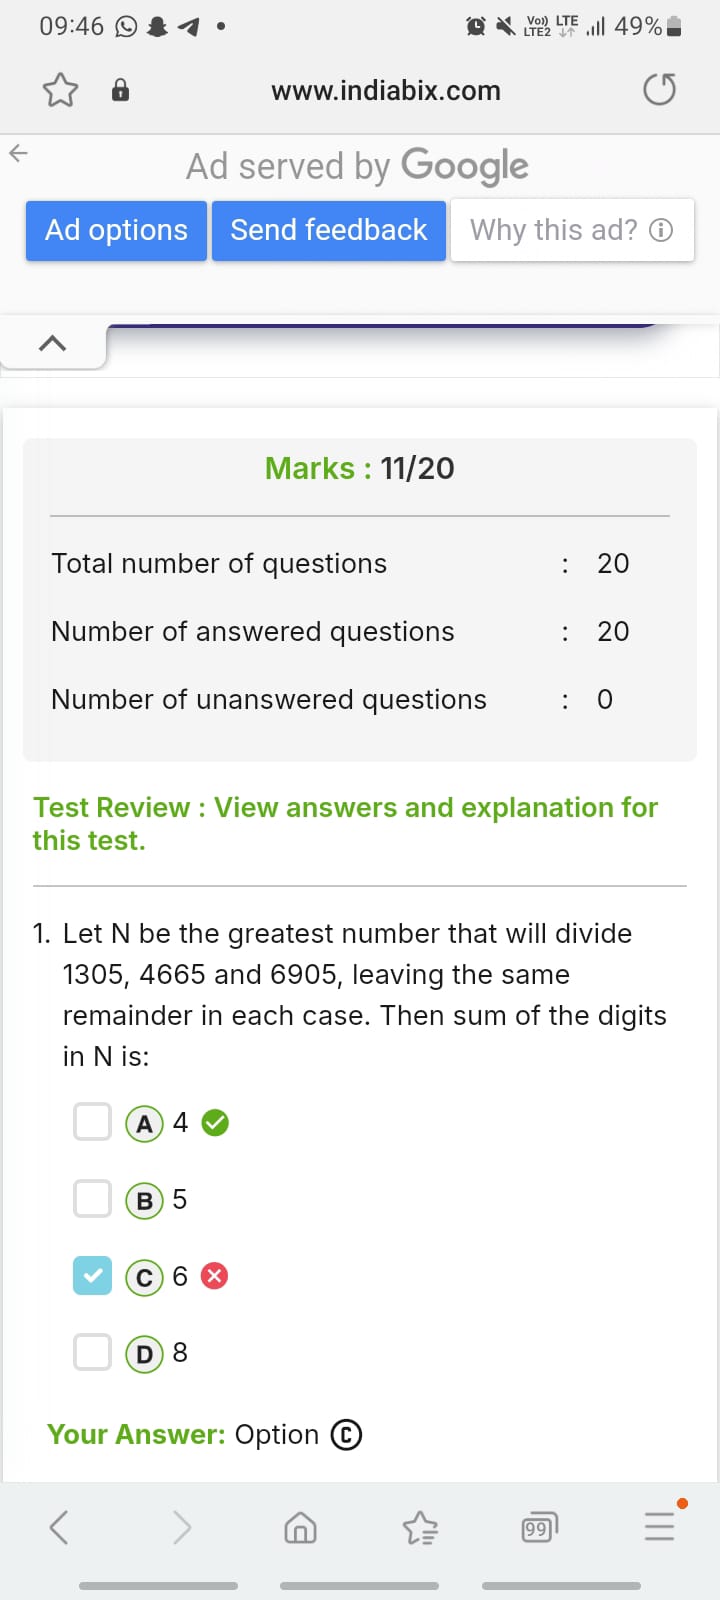 09:46
Vo)) LTE
LTE2
49%
www.indiabix.com
Ad served by Google
Ad options
Send feedback
Why this ad?
Marks : 11/20
Total number of questions : 20
Number of answered questions : 20
Number of unanswered questions : 0
Test Review : View answers and explanation for
this test.
1. Let N be the greatest number that will divide
1305, 4665 and 6905, leaving the same
remainder in each case. Then sum of the digits
in N is:
A 4
B 5
C 6
D 8
Your Answer: Option C
99